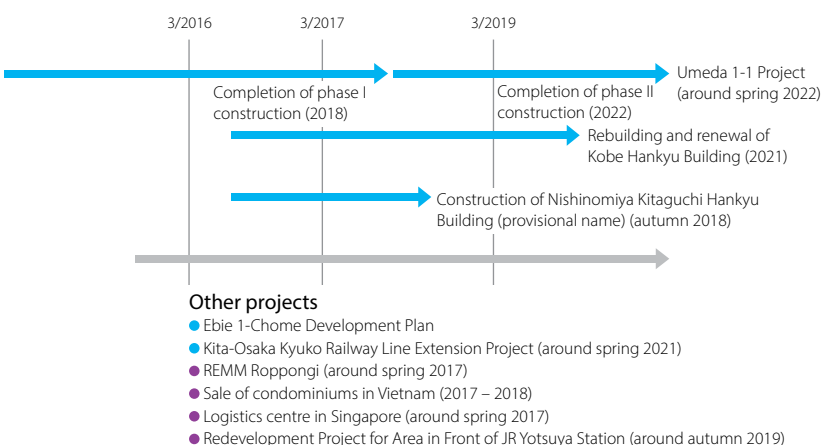 3/2016
3/2017
3/2019
Umeda 1-1 Project
(around spring 2022)
Completion of phase I
construction (2018)
Completion of phase II
construction (2022)
Rebuilding and renewal of
Kobe Hankyu Building (2021)
Construction of Nishinomiya Kitaguchi Hankyu
Building (provisional name) (autumn 2018)
Other projects
● Ebie 1-Chome Development Plan
● Kita-Osaka Kyuko Railway Line Extension Project (around spring 2021)
● REMM Roppongi (around spring 2017)
● Sale of condominiums in Vietnam (2017 – 2018)
● Logistics centre in Singapore (around spring 2017)
● Redevelopment Project for Area in Front of JR Yotsuya Station (around autumn 2019)